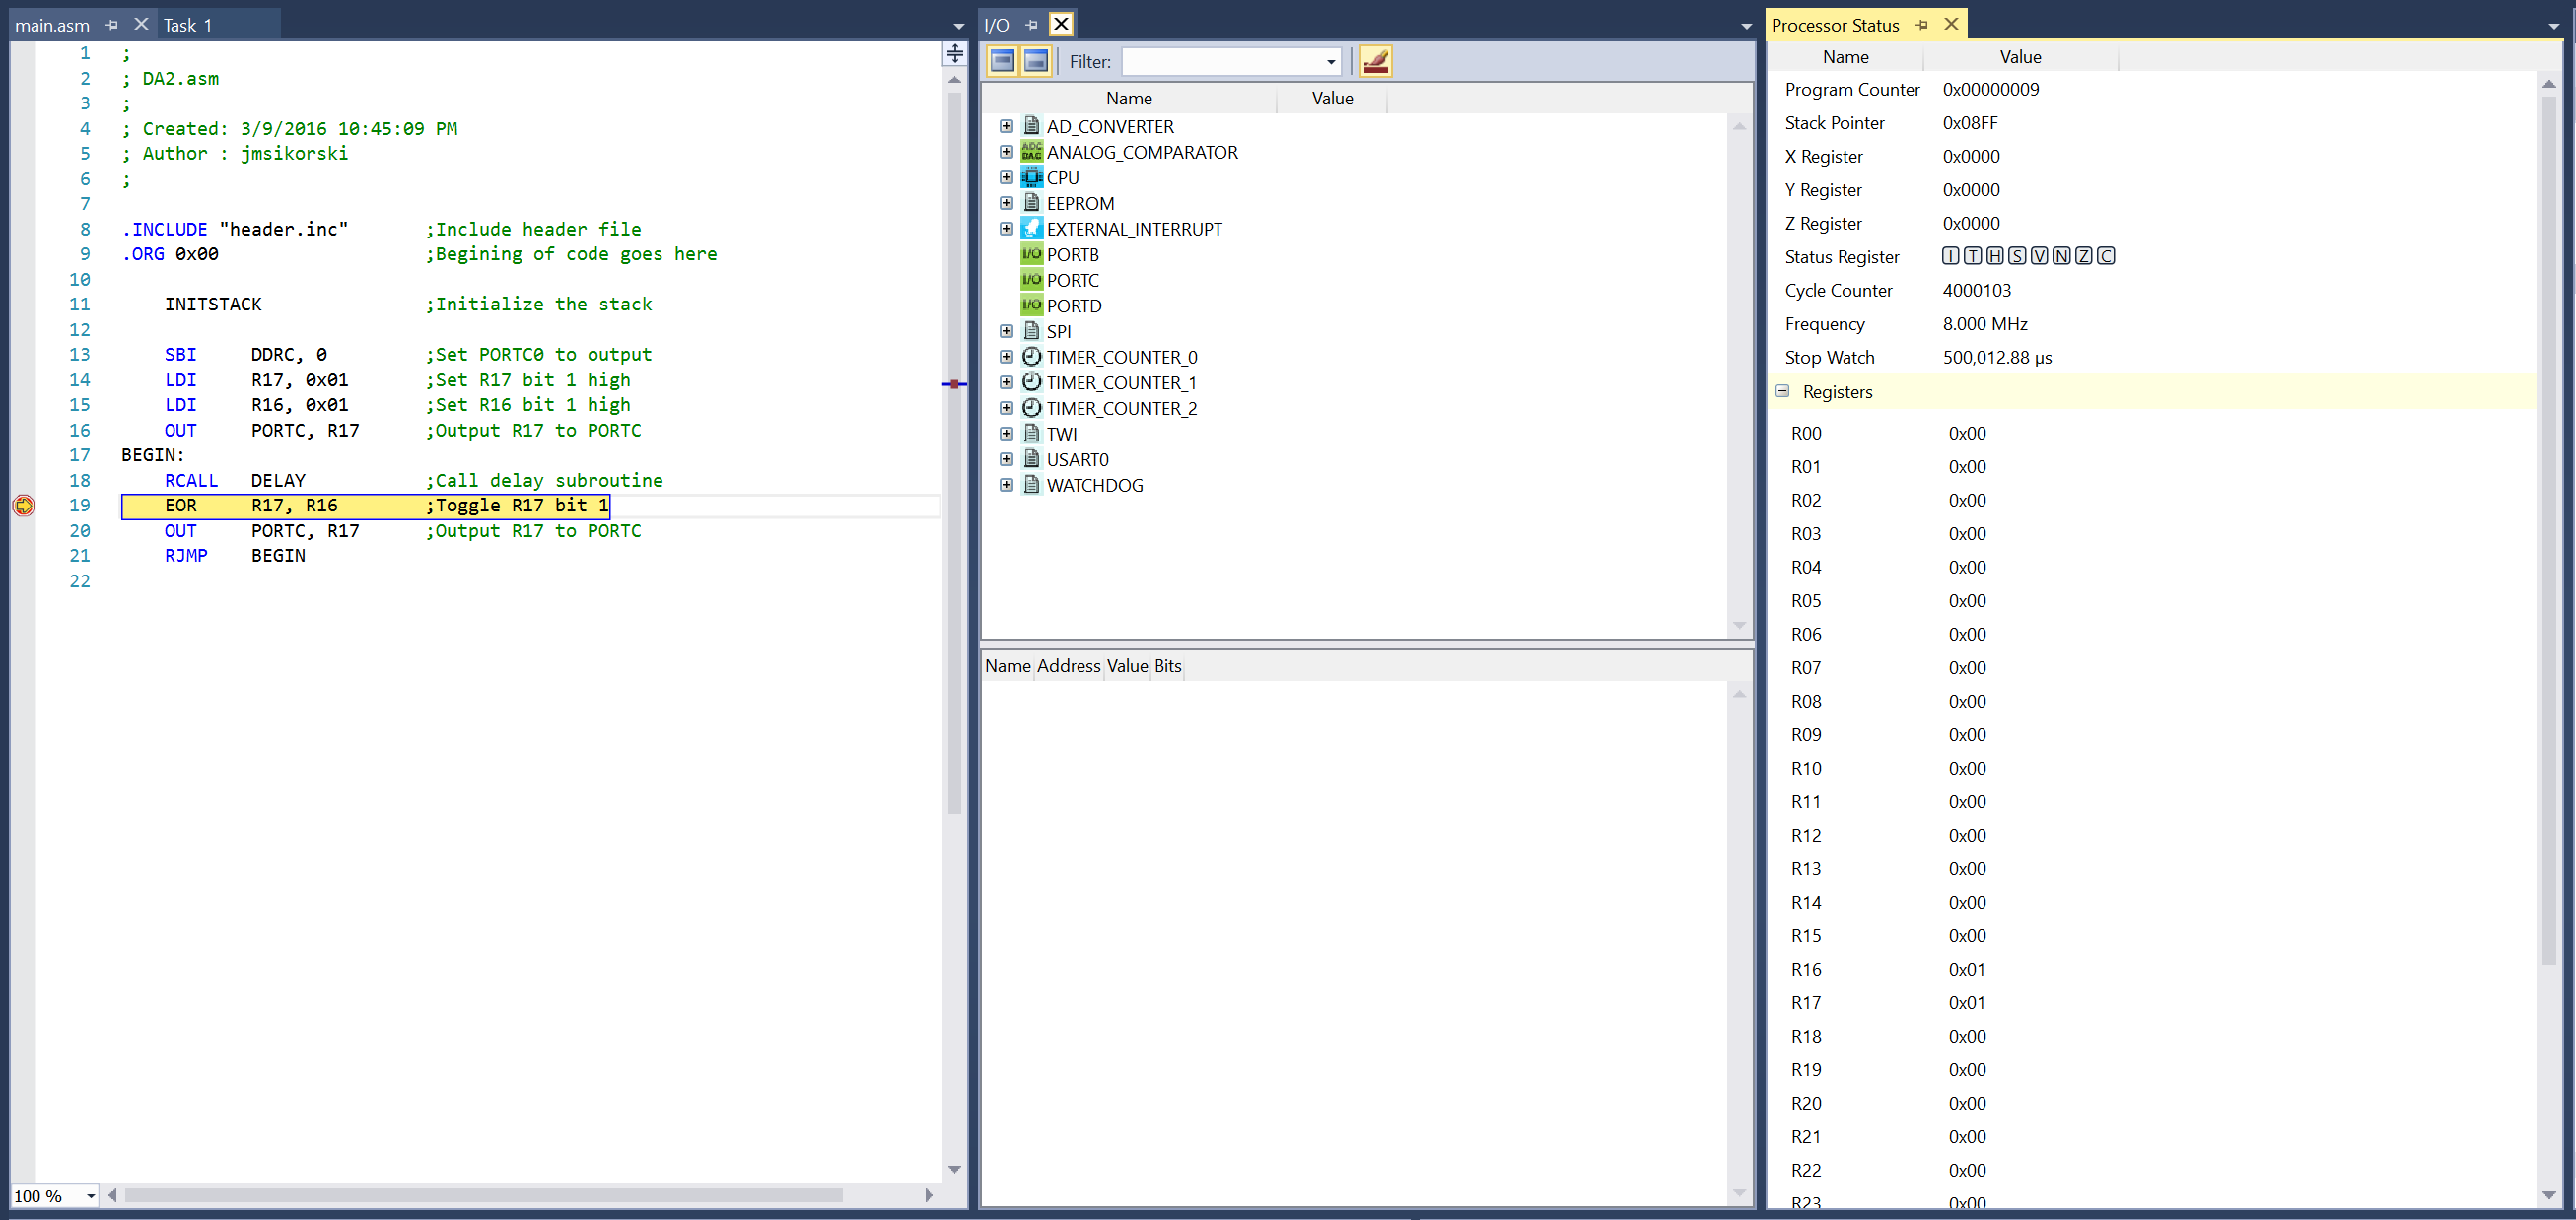 main.asm
Task_1
1 ;
2 ; DA2.asm
3 ;
4 ; Created: 3/9/2016 10:45:09 PM
5 ; Author : jmsikorski
6 ;
7
8 .INCLUDE "header.inc" ;Include header file
9 .ORG 0x00 ;Begining of code goes here
10
11 INITSTACK ;Initialize the stack
12
13 SBI DDRC, 0 ;Set PORTC0 to output
14 LDI R17, 0x01 ;Set R17 bit 1 high
15 LDI R16, 0x01 ;Set R16 bit 1 high
16 OUT PORTC, R17 ;Output R17 to PORTC
17 BEGIN:
18 RCALL DELAY ;Call delay subroutine
19 EOR R17, R16 ;Toggle R17 bit 1
20 OUT PORTC, R17 ;Output R17 to PORTC
21 RJMP BEGIN
22
100 %
I/O
Filter:
Name Value
AD_CONVERTER
ADC DAC ANALOG_COMPARATOR
CPU
EEPROM
EXTERNAL_INTERRUPT
I/O PORTB
I/O PORTC
I/O PORTD
SPI
TIMER_COUNTER_0
TIMER_COUNTER_1
TIMER_COUNTER_2
TWI
USART0
WATCHDOG
Name Address Value Bits
Processor Status
Name Value
Program Counter 0x00000009
Stack Pointer 0x08FF
X Register 0x0000
Y Register 0x0000
Z Register 0x0000
Status Register I T H S V N Z C
Cycle Counter 4000103
Frequency 8.000 MHz
Stop Watch 500,012.88 µs
Registers
R00 0x00
R01 0x00
R02 0x00
R03 0x00
R04 0x00
R05 0x00
R06 0x00
R07 0x00
R08 0x00
R09 0x00
R10 0x00
R11 0x00
R12 0x00
R13 0x00
R14 0x00
R15 0x00
R16 0x01
R17 0x01
R18 0x00
R19 0x00
R20 0x00
R21 0x00
R22 0x00
R23 0x00